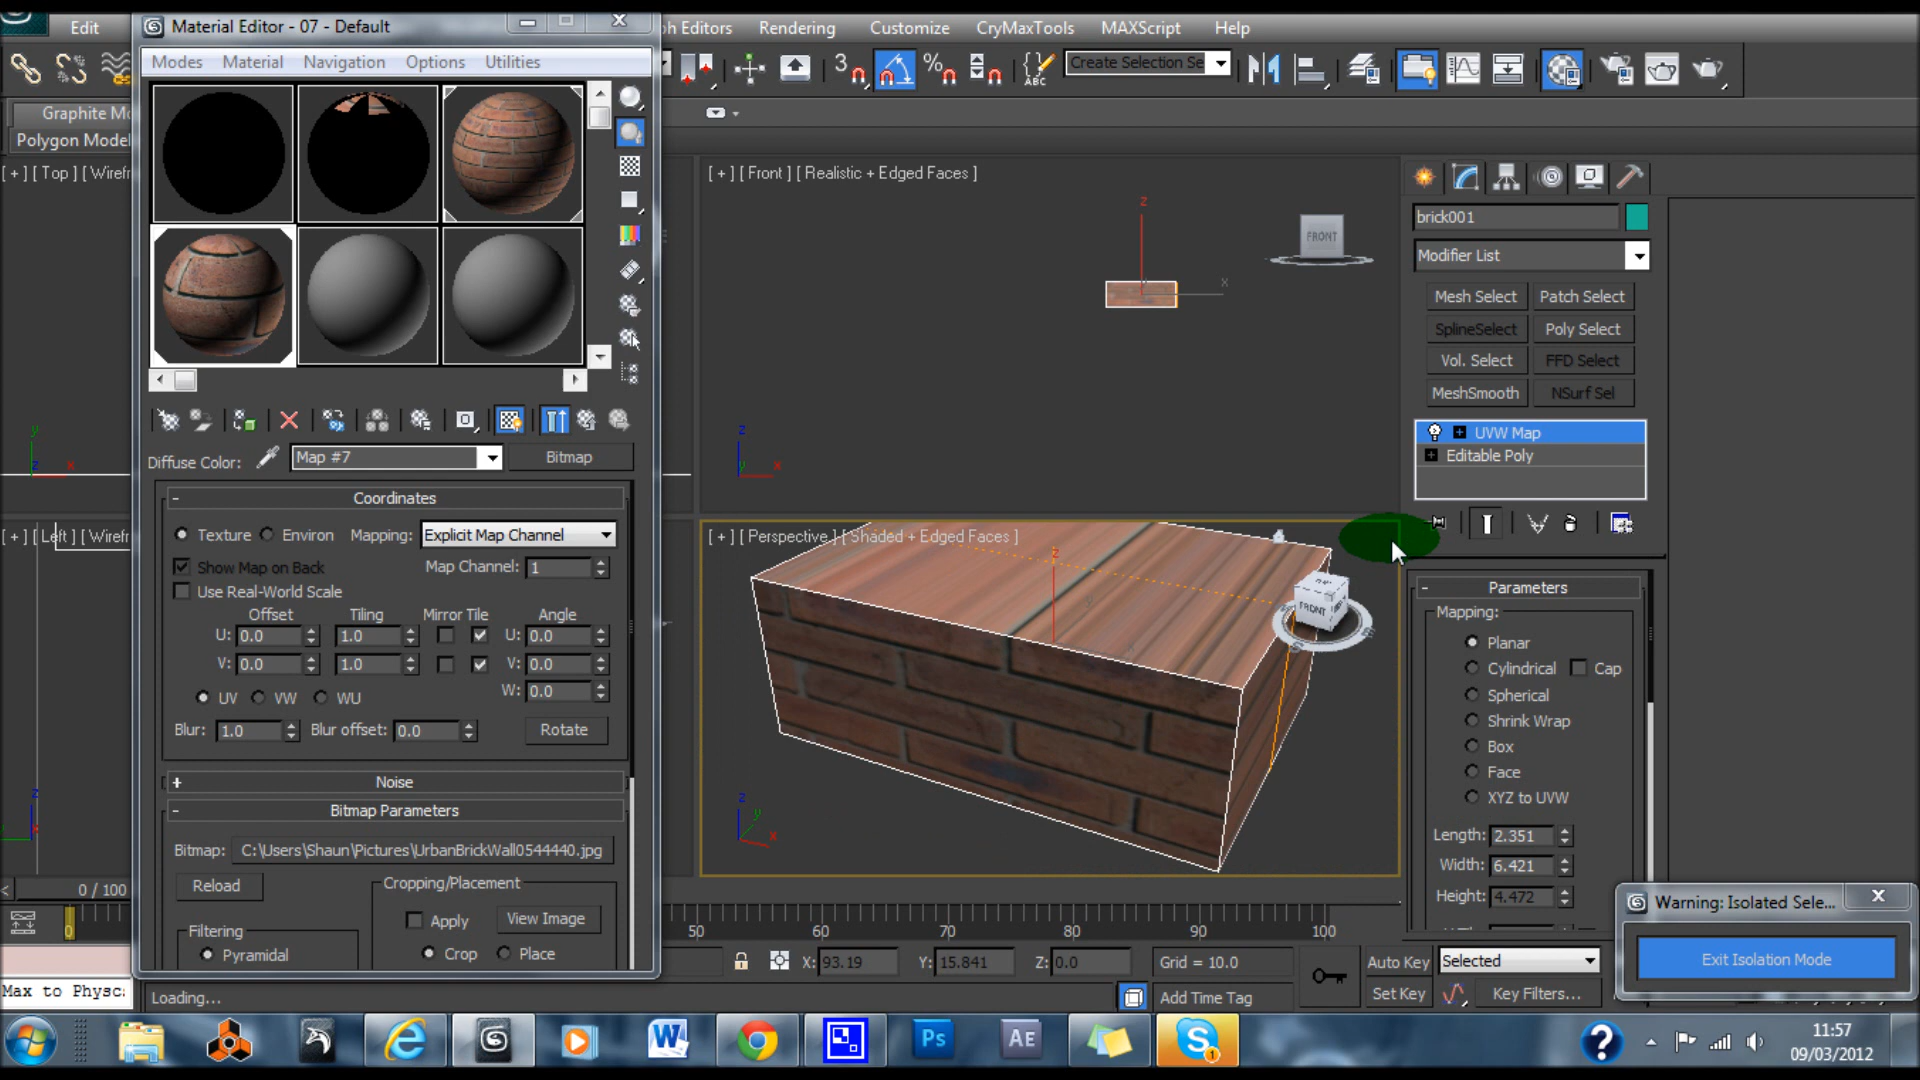 Edit
Material Editor - 07 - Default
ph Editors
Rendering
Customize
CryMaxTools
MAXScript
Help
Modes
Material
Navigation
Options
Utilities
3
%
ABC
Create Selection Se
Graphite Mo
Polygon Model
[ + ] [ Top ] [ Wirefr
[ + ] [ Front ] [ Realistic + Edged Faces ]
z
x
FRONT
brick001
Modifier List
Mesh Select
Patch Select
SplineSelect
Poly Select
Vol. Select
FFD Select
MeshSmooth
NSurf Sel
UVW Map
Editable Poly
Diffuse Color:
Map #7
Bitmap
Coordinates
Texture
Environ
Mapping:
Explicit Map Channel
Show Map on Back
Map Channel:
1
Use Real-World Scale
Offset
Tiling
Mirror Tile
Angle
U:
0.0
1.0
U:
0.0
V:
0.0
1.0
V:
0.0
W:
0.0
UV
VW
WU
Blur:
1.0
Blur offset:
0.0
Rotate
Noise
Bitmap Parameters
Bitmap:
C:\Users\Shaun\Pictures\UrbanBrickWall0544440.jpg
Reload
Cropping/Placement
Apply
View Image
Filtering
Pyramidal
Crop
Place
[ + ] [ Left ] [ Wirefr
[ + ] [ Perspective ] [ Shaded + Edged Faces ]
z
FRONT
z
y
x
Parameters
Mapping:
Planar
Cylindrical
Cap
Spherical
Shrink Wrap
Box
Face
XYZ to UVW
Length:
2.351
Width:
6.421
Height:
4.472
Warning: Isolated Sele...
Exit Isolation Mode
0 / 100
0
50
60
70
80
90
100
X:
93.19
Y:
15.841
Z:
0.0
Grid = 10.0
Auto Key
Selected
Set Key
Key Filters...
Max to Physc:
Loading...
Add Time Tag
W
Ps
AE
S
1
?
11:57
09/03/2012